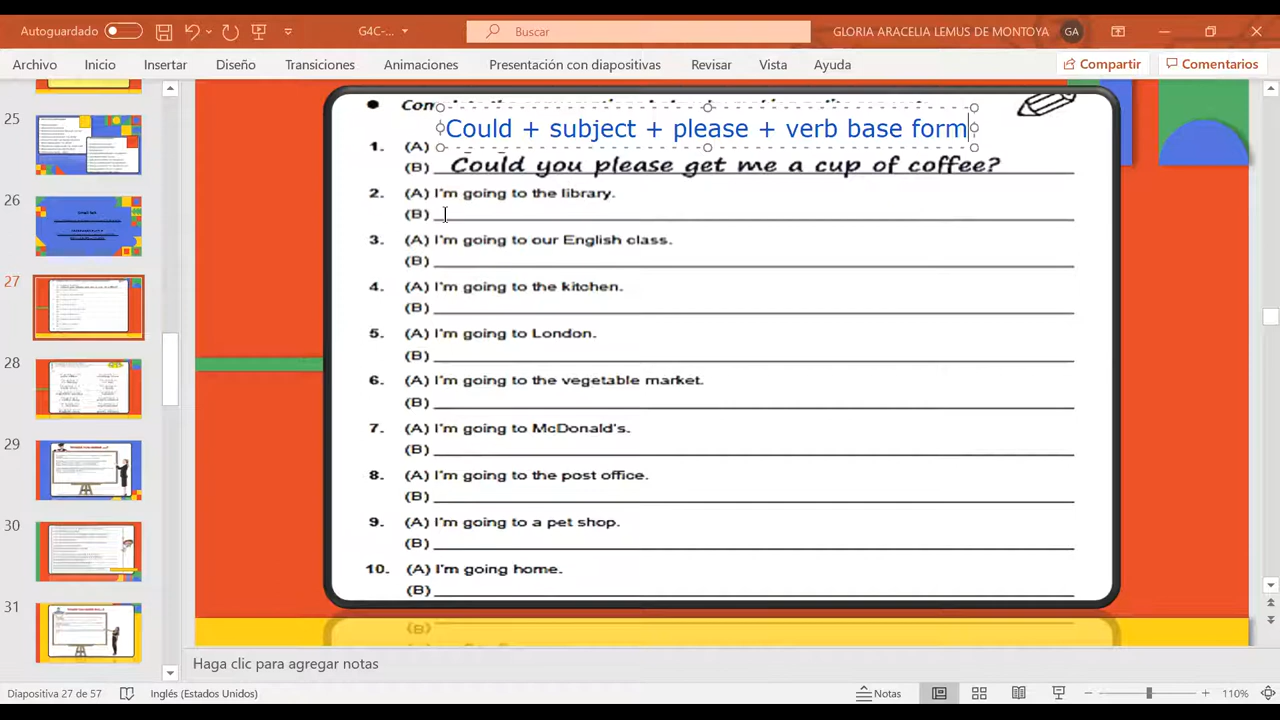 Autoguardado
G4C-...
Buscar
GLORIA ARACELIA LEMUS DE MONTOYA
GA
Archivo Inicio Insertar Diseño Transiciones Animaciones Presentación con diapositivas Revisar Vista Ayuda
Compartir
Comentarios
25
26
27
28
29
30
31
Could + subject + please + verb base form
1. (A)
(B) Could you please get me a cup of coffee?
2. (A) I'm going to the library.
(B)
3. (A) I'm going to our English class.
(B)
4. (A) I'm going to the kitchen.
(B)
5. (A) I'm going to London.
(B)
6. (A) I'm going to the vegetable market.
(B)
7. (A) I'm going to McDonald's.
(B)
8. (A) I'm going to the post office.
(B)
9. (A) I'm going to a pet shop.
(B)
10. (A) I'm going home.
(B)
Haga clic para agregar notas
Diapositiva 27 de 57
Inglés (Estados Unidos)
Notas
110%